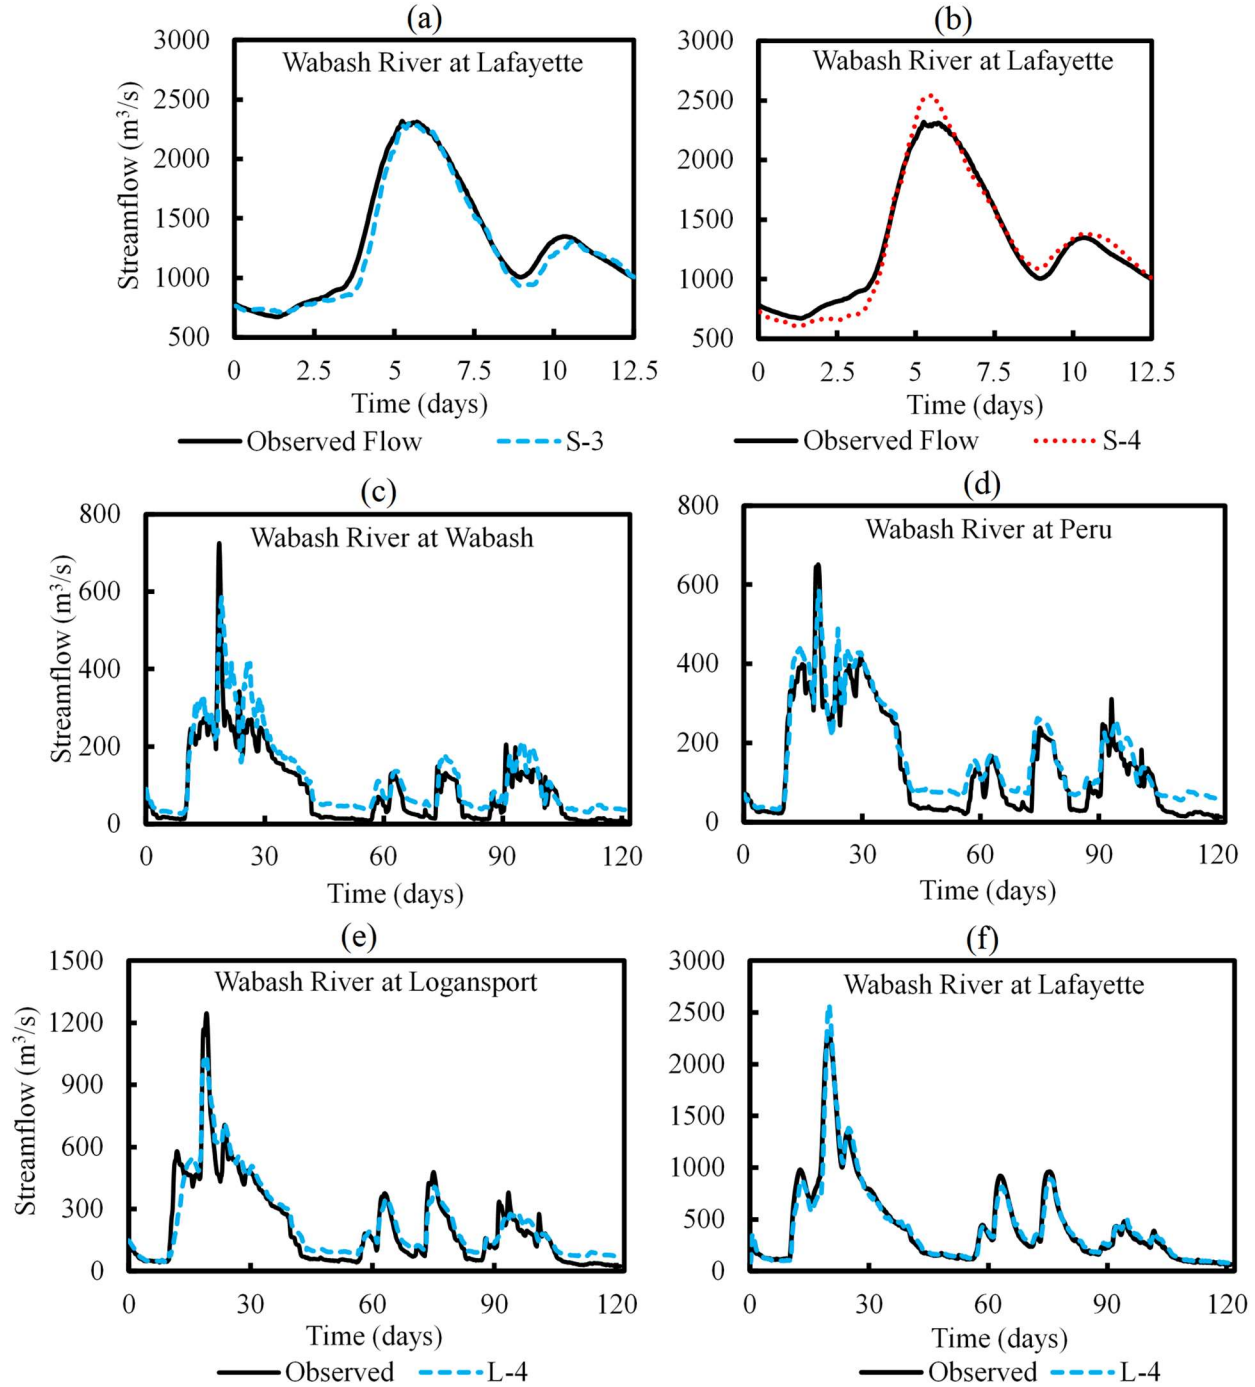 (a)
(b)
3000
2500
2000
1500
1000
500
Streamflow (m³/s)
Wabash River at Lafayette
0 2.5 5 7.5 10 12.5
Time (days)
Observed Flow S-3
3000
2500
2000
1500
1000
500
Wabash River at Lafayette
0 2.5 5 7.5 10 12.5
Time (days)
Observed Flow S-4
(c)
(d)
800
600
400
200
0
Streamflow (m³/s)
Wabash River at Wabash
0 30 60 90 120
Time (days)
800
600
400
200
0
Wabash River at Peru
0 30 60 90 120
Time (days)
(e)
(f)
1500
1200
900
600
300
0
Streamflow (m³/s)
Wabash River at Logansport
0 30 60 90 120
Time (days)
Observed L-4
3000
2500
2000
1500
1000
500
0
Wabash River at Lafayette
0 30 60 90 120
Time (days)
Observed L-4